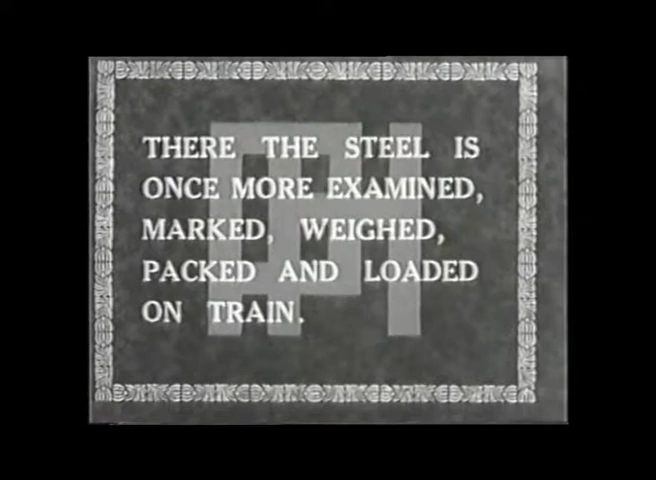 THERE THE STEEL IS
ONCE MORE EXAMINED,
MARKED, WEIGHED,
PACKED AND LOADED
ON TRAIN.